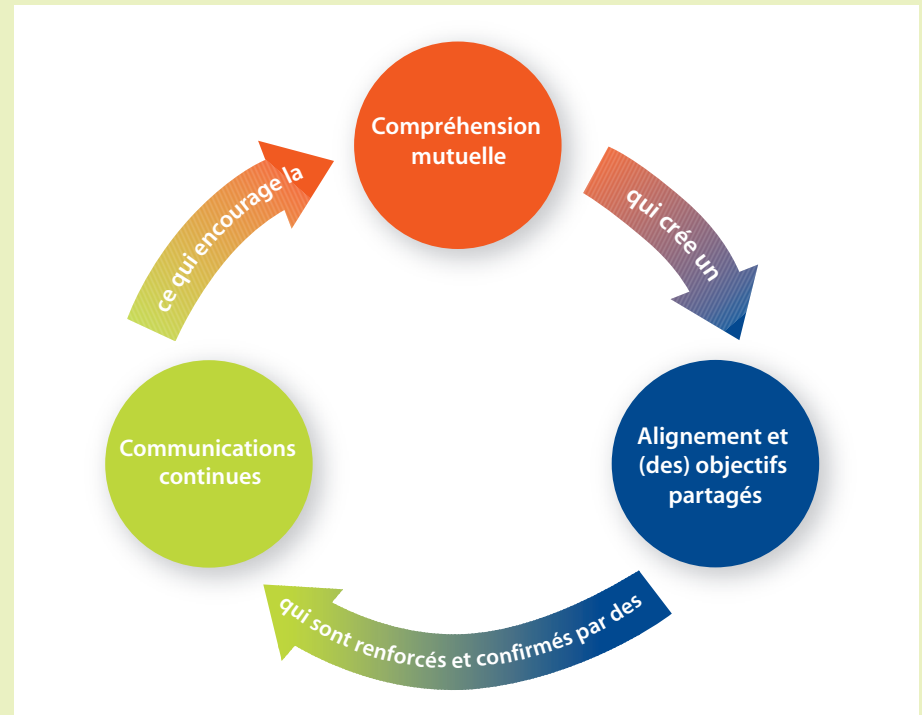 Compréhension
mutuelle
qui crée un
Alignement et
(des) objectifs
partagés
qui sont renforcés et confirmés par des
Communications
continues
ce qui encourage la